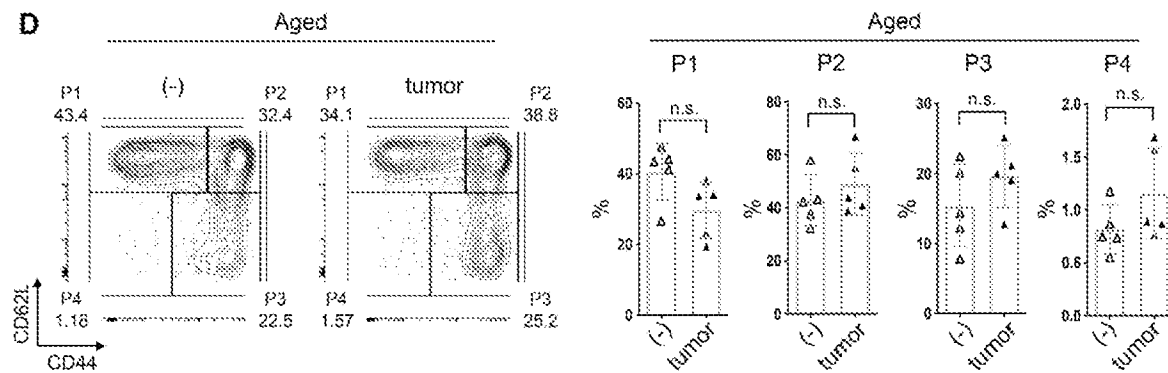 D
Aged
(-)
tumor
P1
43.4
P2
32.4
P1
34.1
P2
38.8
P4
1.18
P3
22.5
P4
1.57
P3
25.2
CD62L
CD44
Aged
P1
P2
P3
P4
n.s.
n.s.
n.s.
n.s.
%
60
40
20
0
(-)
tumor
%
80
60
40
20
0
(-)
tumor
%
30
20
10
0
(-)
tumor
%
2.0
1.5
1.0
0.5
0.0
(-)
tumor